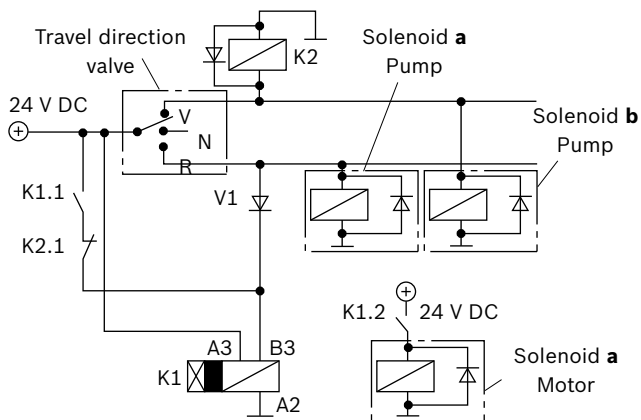 Travel direction
valve
K2
Solenoid a
Pump
24 V DC
V
N
R
Solenoid b
Pump
K1.1
V1
K2.1
K1.2
24 V DC
A3
B3
K1
A2
Solenoid a
Motor